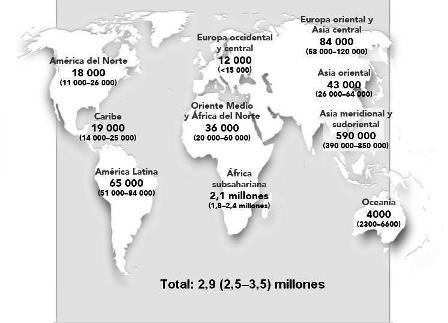 Europa oriental y
Asia central
84 000
(58 000–120 000)
Europa occidental
y central
12 000
(<15 000)
América del Norte
18 000
(11 000–26 000)
Asia oriental
43 000
(26 000–64 000)
Caribe
19 000
(14 000–25 000)
Oriente Medio
y África del Norte
36 000
(20 000–60 000)
Asia meridional y
sudoriental
590 000
(390 000–850 000)
América Latina
65 000
(51 000–84 000)
África
subsahariana
2,1 millones
(1,8–2,4 millones)
Oceanía
4000
(2300–6600)
Total: 2,9 (2,5–3,5) millones